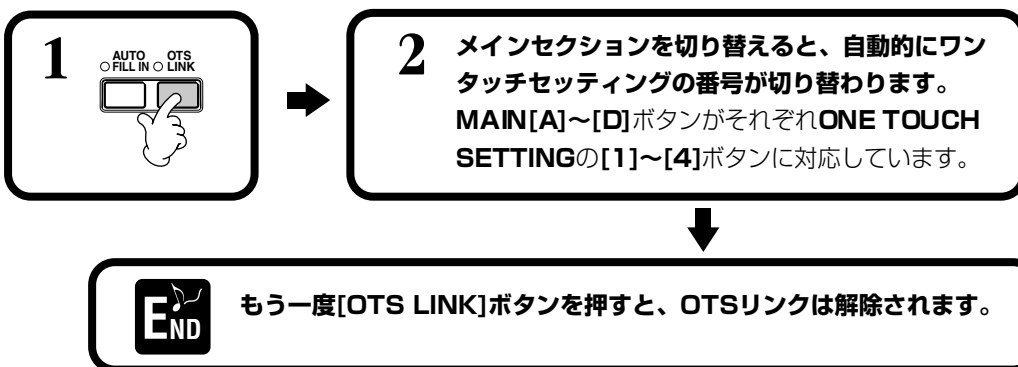 1
AUTO OTS
FILL IN LINK
2
メインセクションを切り替えると、自動的にワン
タッチセッティングの番号が切り替わります。
MAIN[A]～[D]ボタンがそれぞれONE TOUCH
SETTINGの[1]～[4]ボタンに対応しています。
END
もう一度[OTS LINK]ボタンを押すと、OTSリンクは解除されます。